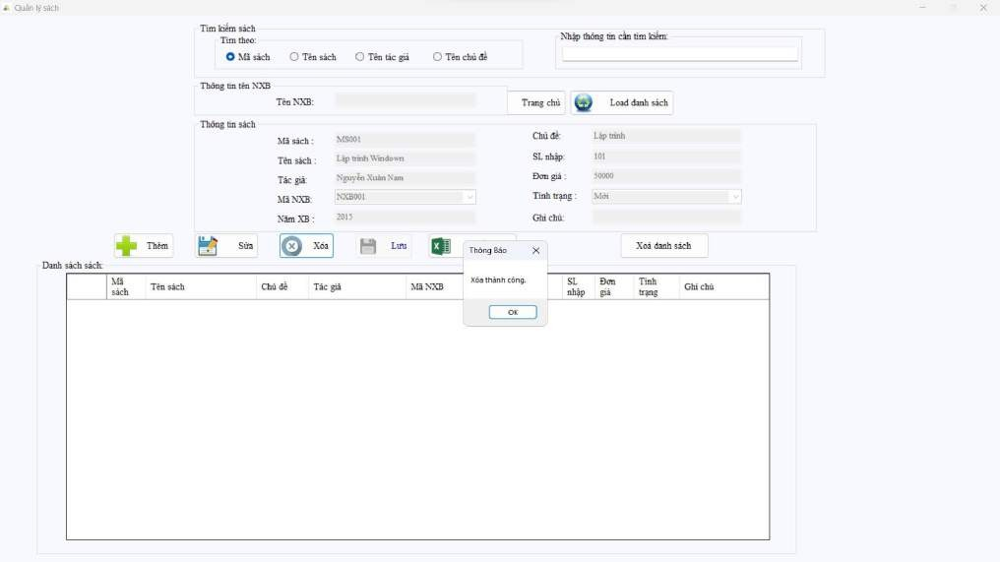 Quản lý sách
Tìm kiếm sách
Tìm theo:
Mã sách
Tên sách
Tên tác giả
Tên chủ đề
Nhập thông tin cần tìm kiếm:
Thông tin tên NXB
Tên NXB:
Trang chủ
Load danh sách
Thông tin sách
Mã sách : MS001
Tên sách : Lập trình Windown
Tác giả: Nguyễn Xuân Nam
Mã NXB: NXB001
Năm XB : 2015
Chủ đề: Lập trình
SL nhập: 101
Đơn giá : 50000
Tình trạng : Mới
Ghi chú:
Thêm
Sửa
Xóa
Lưu
Xoá danh sách
Danh sách sách:
Mã sách
Tên sách
Chủ đề
Tác giả
Mã NXB
SL nhập
Đơn giá
Tình trạng
Ghi chú
Thông Báo
Xóa thành công.
OK